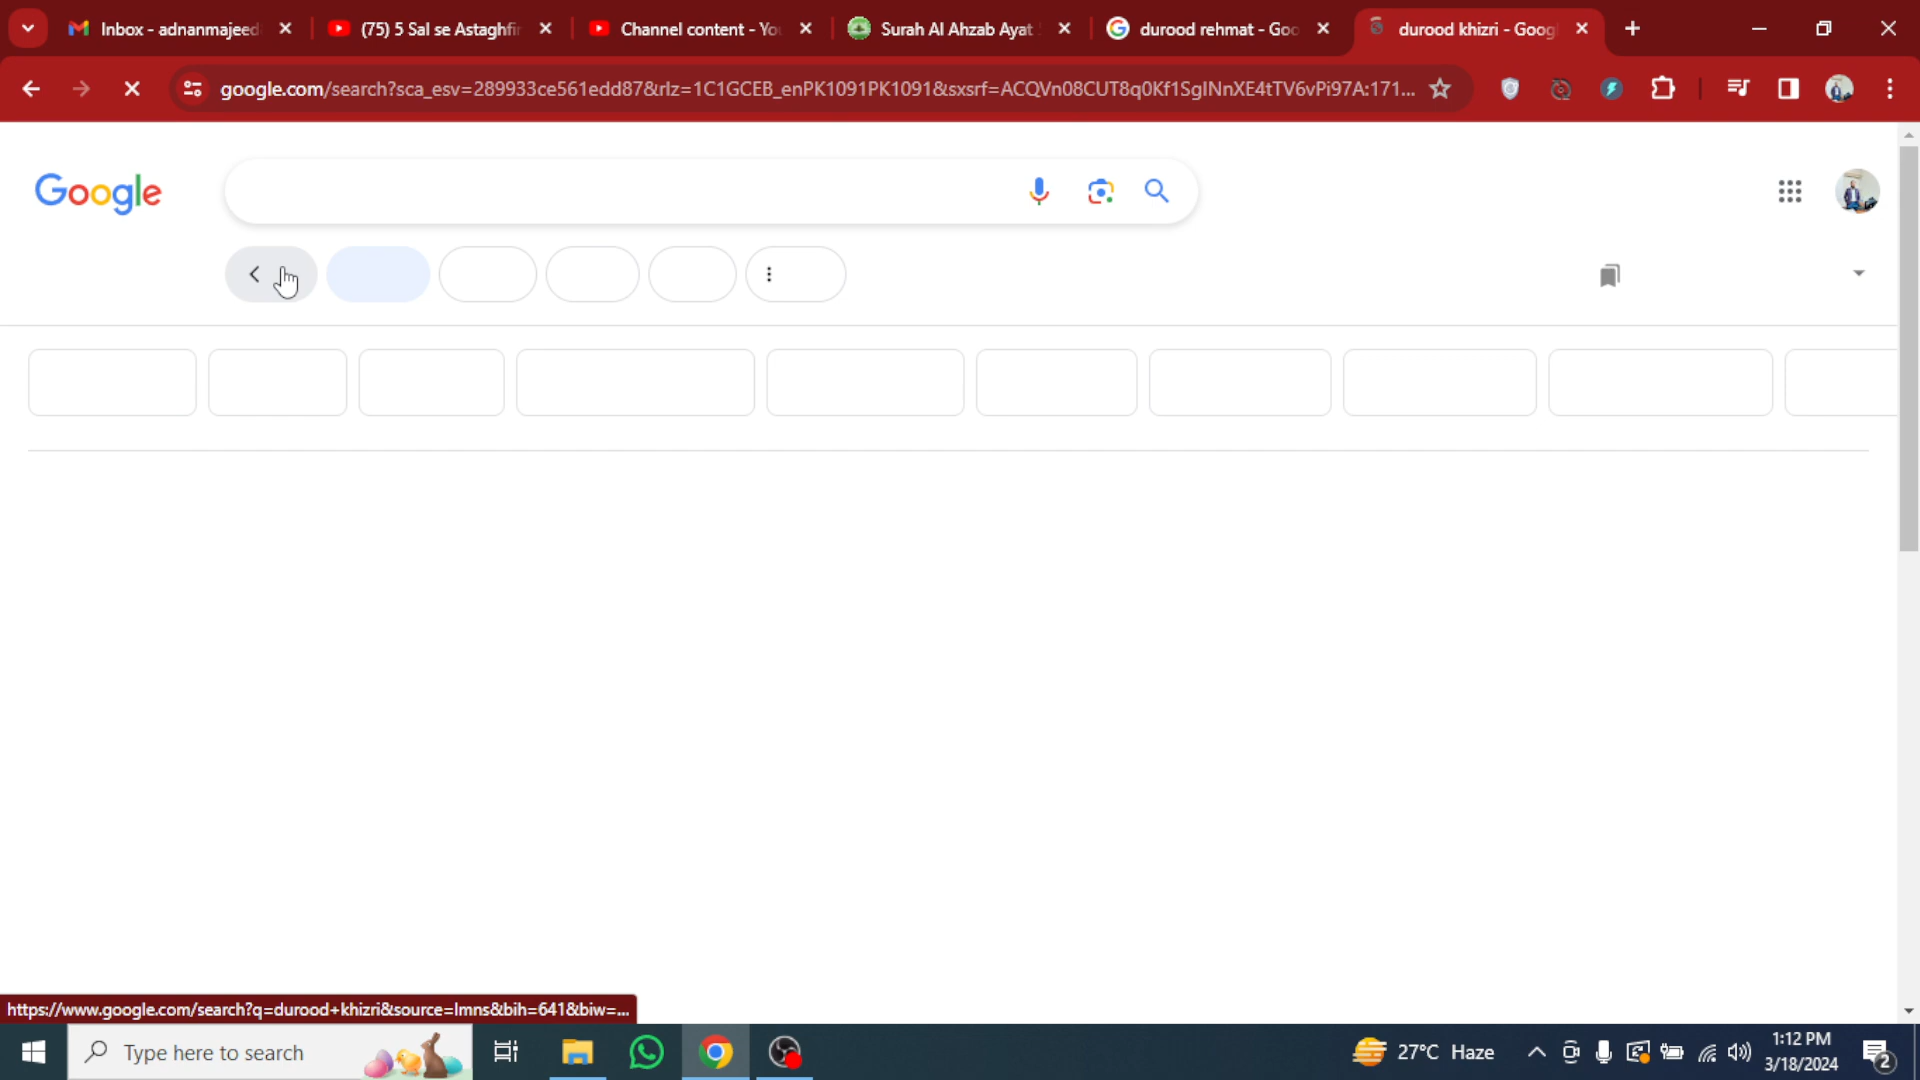 Inbox - adnanmajeed
(75) 5 Sal se Astaghfir
Channel content - Yo
Surah Al Ahzab Ayat
durood rehmat - Goo
durood khizri - Googl
google.com/search?sca_esv=289933ce561edd87&rlz=1C1GCEB_enPK1091PK1091&sxsrf=ACQVn08CUT8q0Kf1SgINnXE4tTV6vPi97A:171...
Google
https://www.google.com/search?q=durood+khizri&source=lmns&bih=641&biw=...
Type here to search
27°C Haze
1:12 PM
3/18/2024
2